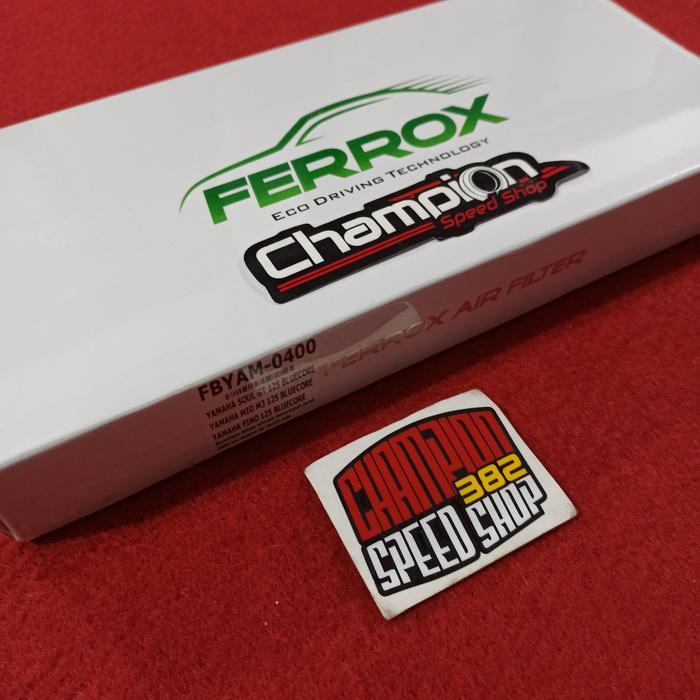 FERROX
ECO DRIVING TECHNOLOGY
Champion
Speed Shop
FERROX AIR FILTER
FBYAM-0400
YAMAHA SOUL GT 125 BLUECORE
YAMAHA MIO M3 125 BLUECORE
YAMAHA FINO 125 BLUECORE
CHAMPION
382
SPEED SHOP